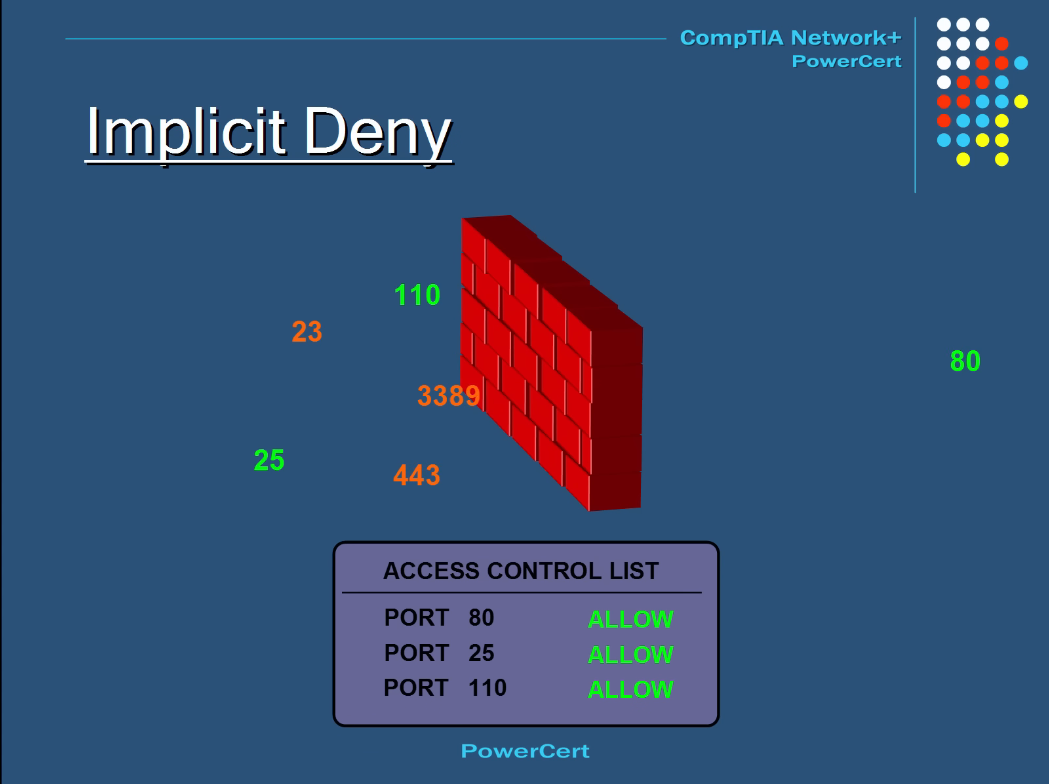 CompTIA Network+
PowerCert
Implicit Deny
110
23
80
3389
25
443
ACCESS CONTROL LIST
PORT 80 ALLOW
PORT 25 ALLOW
PORT 110 ALLOW
PowerCert